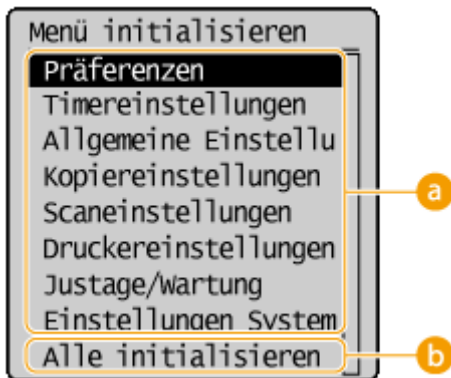 Menü initialisieren
Präferenzen
Timereinstellungen
Allgemeine Einstellu
Kopiereinstellungen
Scaneinstellungen
Druckereinstellungen
Justage/Wartung
Einstellungen System
Alle initialisieren
a
b